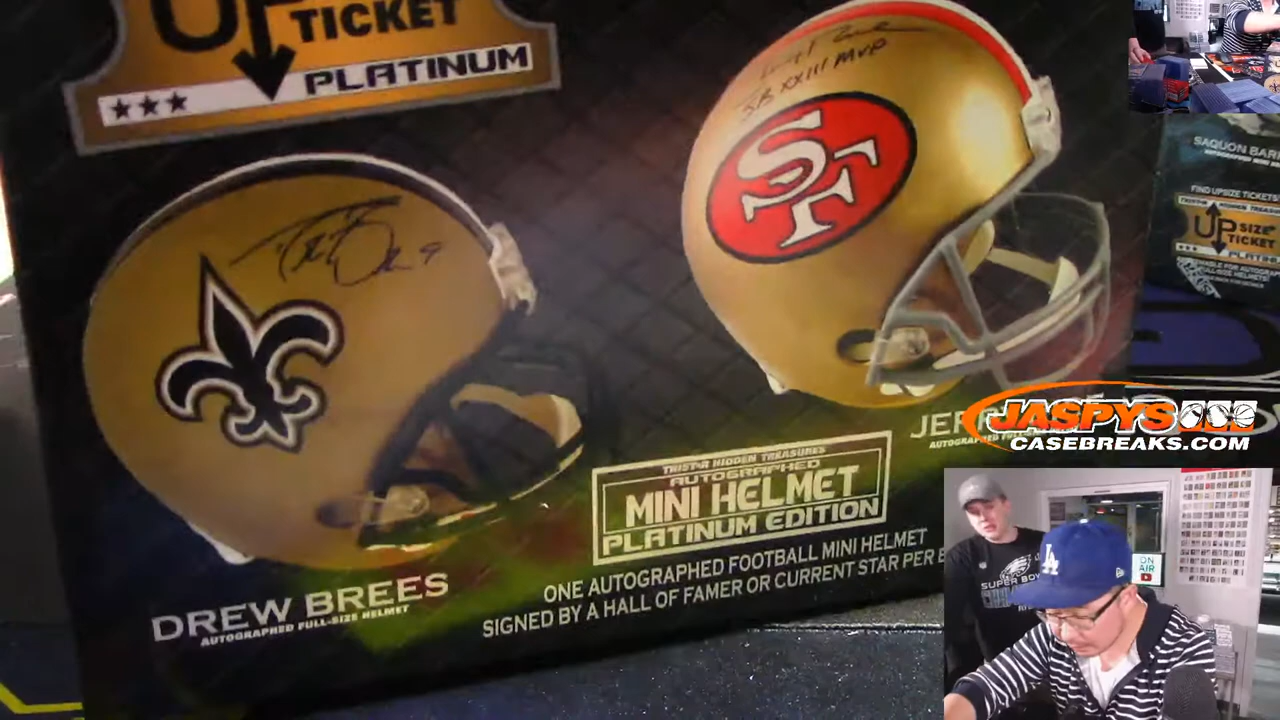 UP TICKET
PLATINUM
SB XXIII MVP
SF
DREW BREES
AUTOGRAPHED FULL-SIZE HELMET
TRISTAR HIDDEN TREASURES
AUTOGRAPHED
MINI HELMET
PLATINUM EDITION
ONE AUTOGRAPHED FOOTBALL MINI HELMET
SIGNED BY A HALL OF FAMER OR CURRENT STAR PER
SAQUON
FIND UPSIZE TICKETS
UP SIZE TICKET
JASPYS
CASEBREAKS.COM
ON AIR
SUPER BOWL
LA